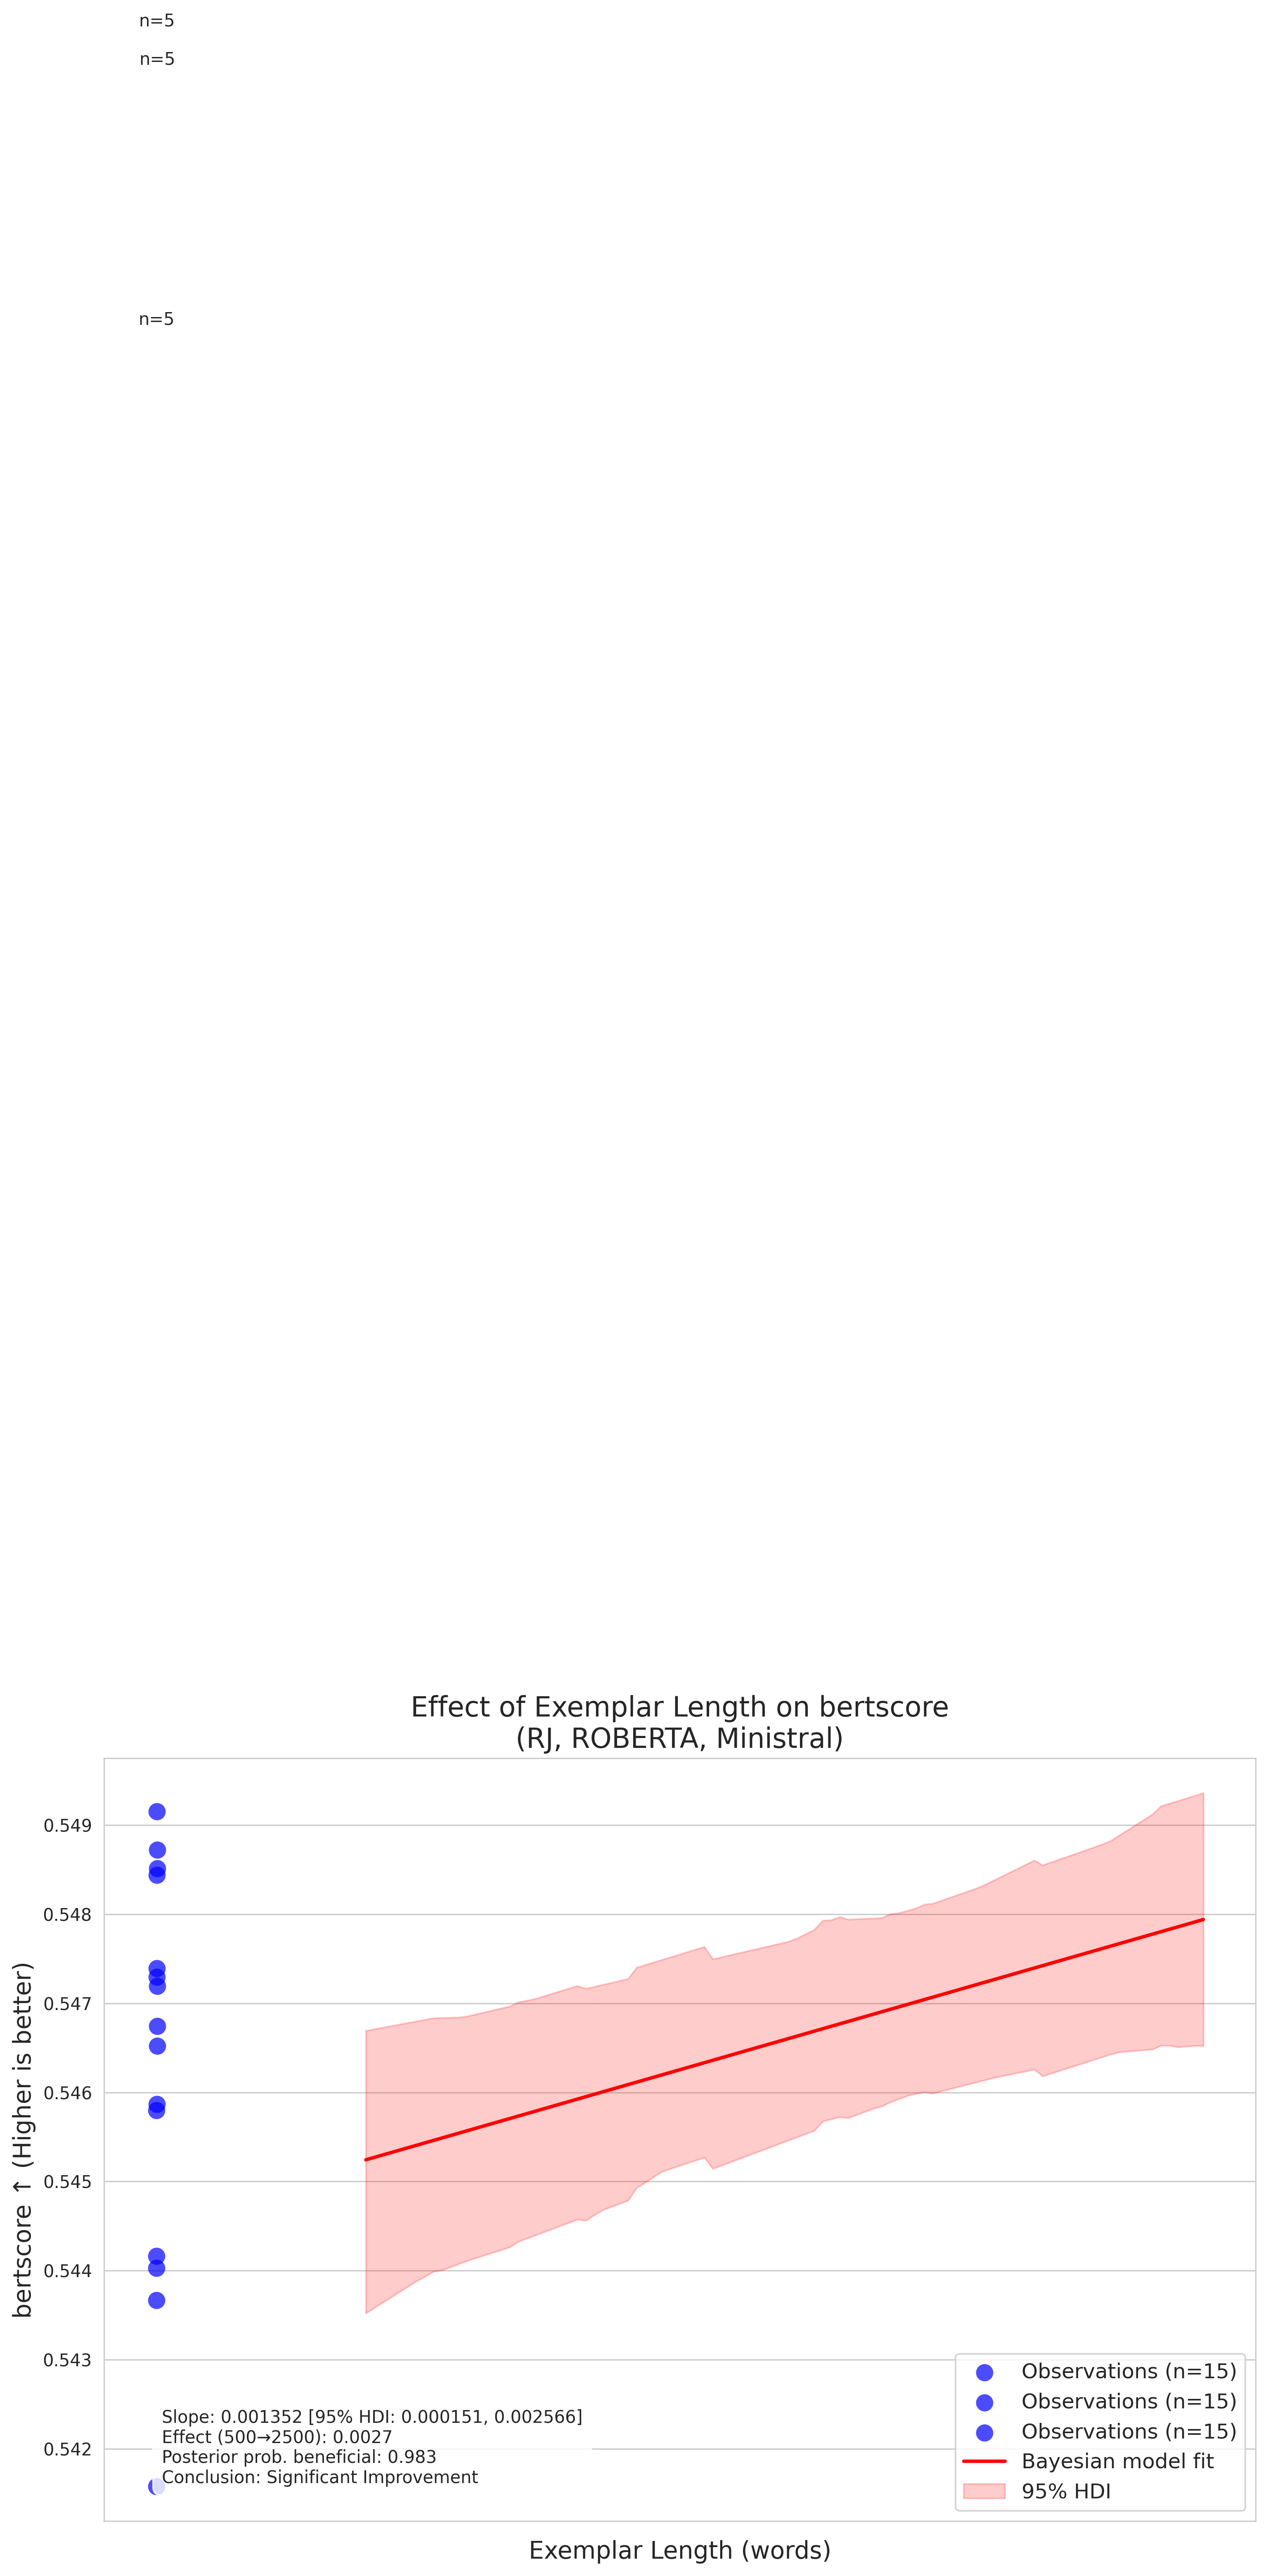 n=5
n=5
n=5
Effect of Exemplar Length on bertscore
(RJ, ROBERTA, Ministral)
bertscore ↑ (Higher is better)
0.549
0.548
0.547
0.546
0.545
0.544
0.543
0.542
Slope: 0.001352 [95% HDI: 0.000151, 0.002566]
Effect (500→2500): 0.0027
Posterior prob. beneficial: 0.983
Conclusion: Significant Improvement
Observations (n=15)
Observations (n=15)
Observations (n=15)
Bayesian model fit
95% HDI
Exemplar Length (words)